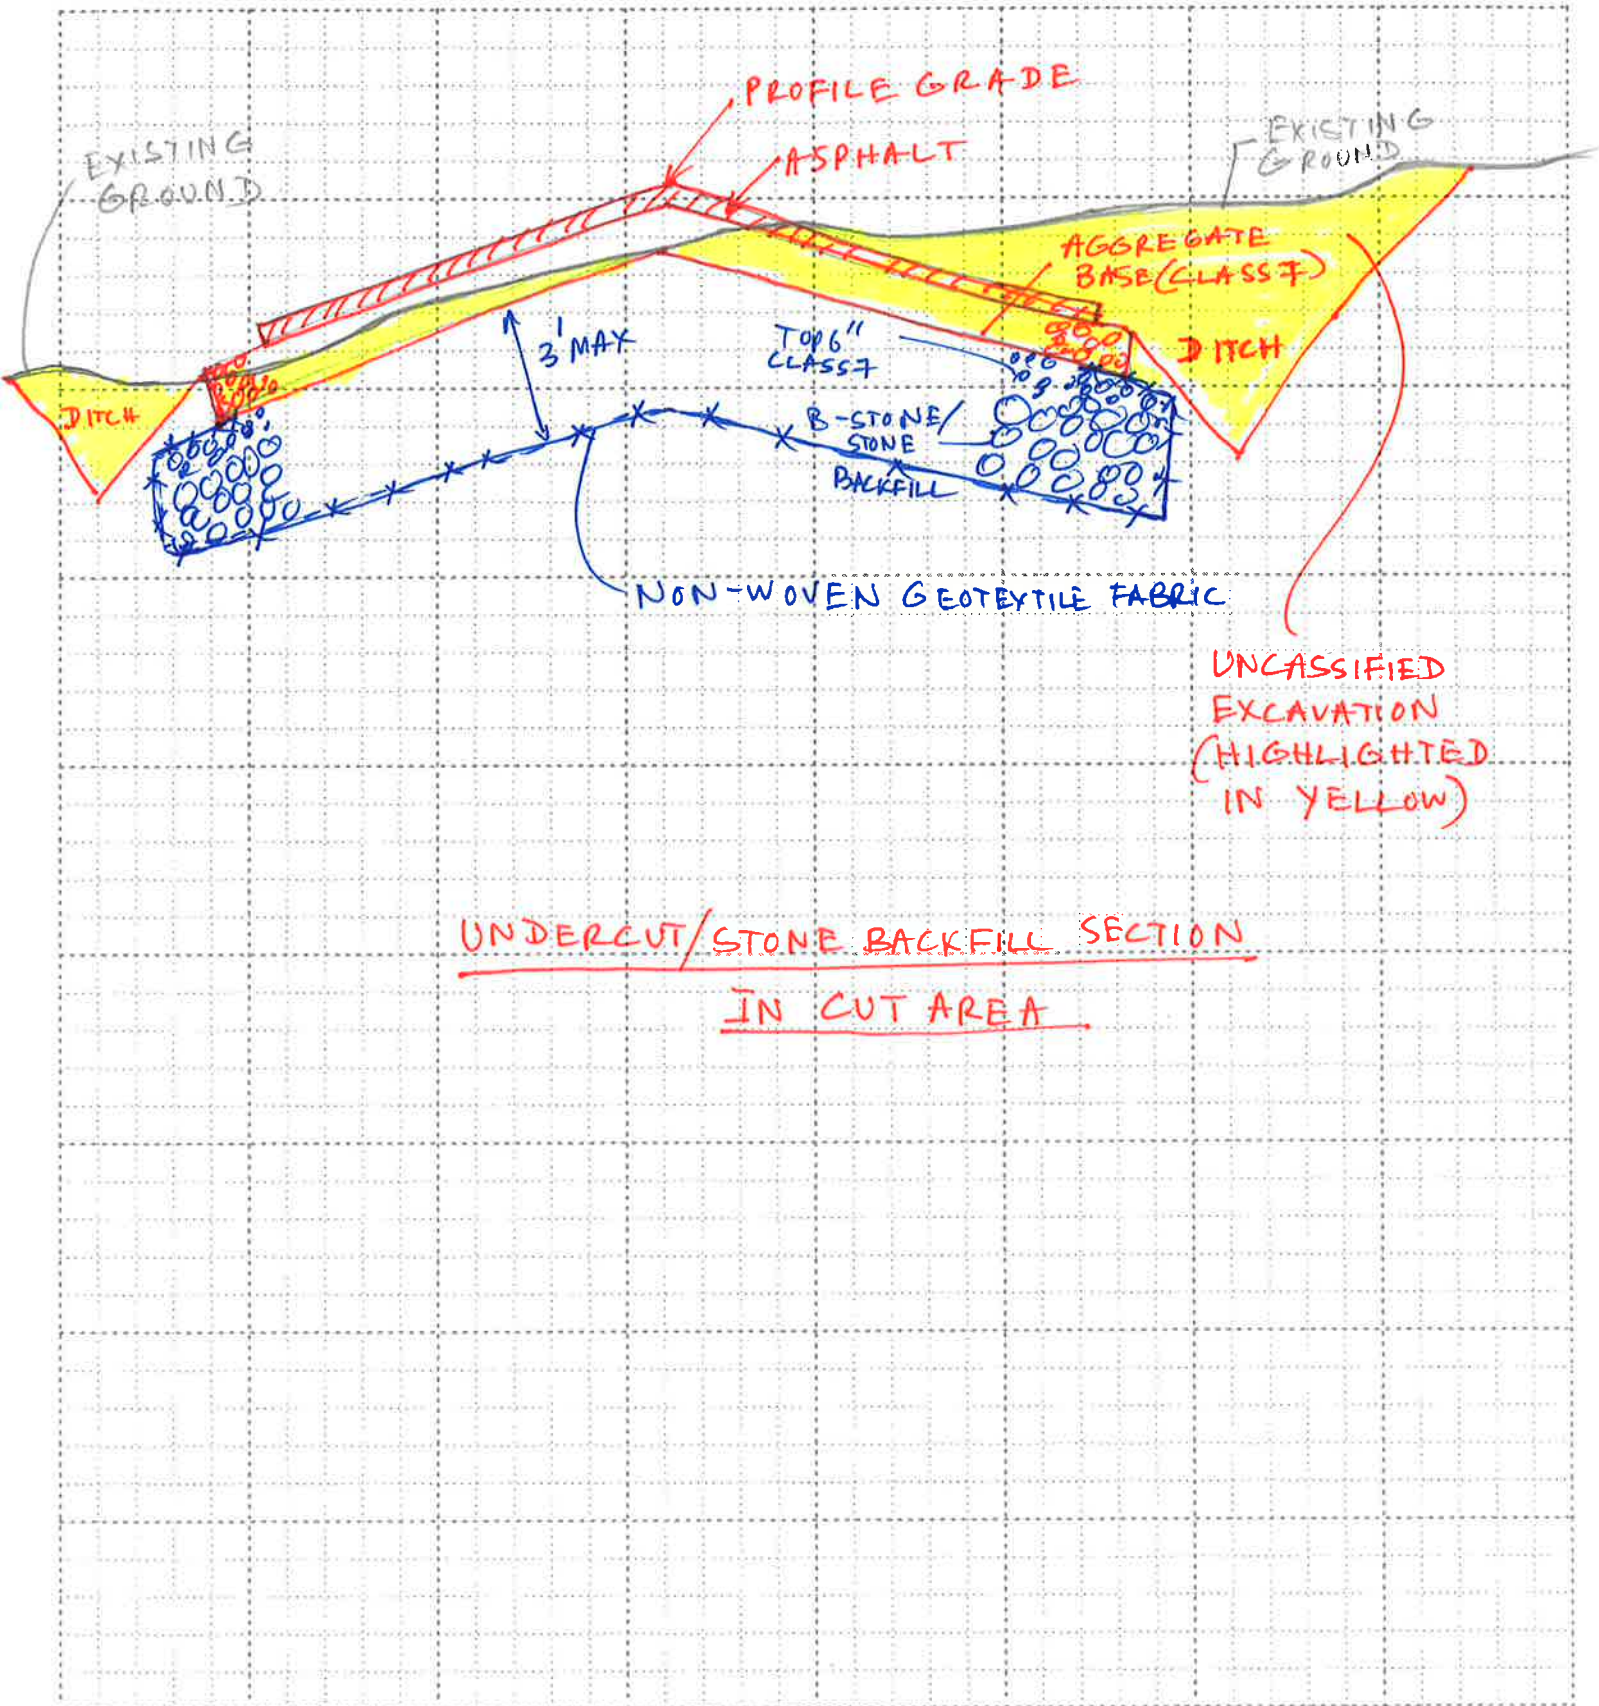 PROFILE GRADE
ASPHALT
EXISTING
GROUND
EXISTING
GROUND
AGGREGATE
BASE (CLASS 7)
3' MAX
TOP 6"
CLASS 7
DITCH
DITCH
B-STONE/
STONE
BACKFILL
NON-WOVEN GEOTEXTILE FABRIC
UNCASSIFIED
EXCAVATION
(HIGHLIGHTED
IN YELLOW)
UNDERCUT/STONE BACKFILL SECTION
IN CUT AREA